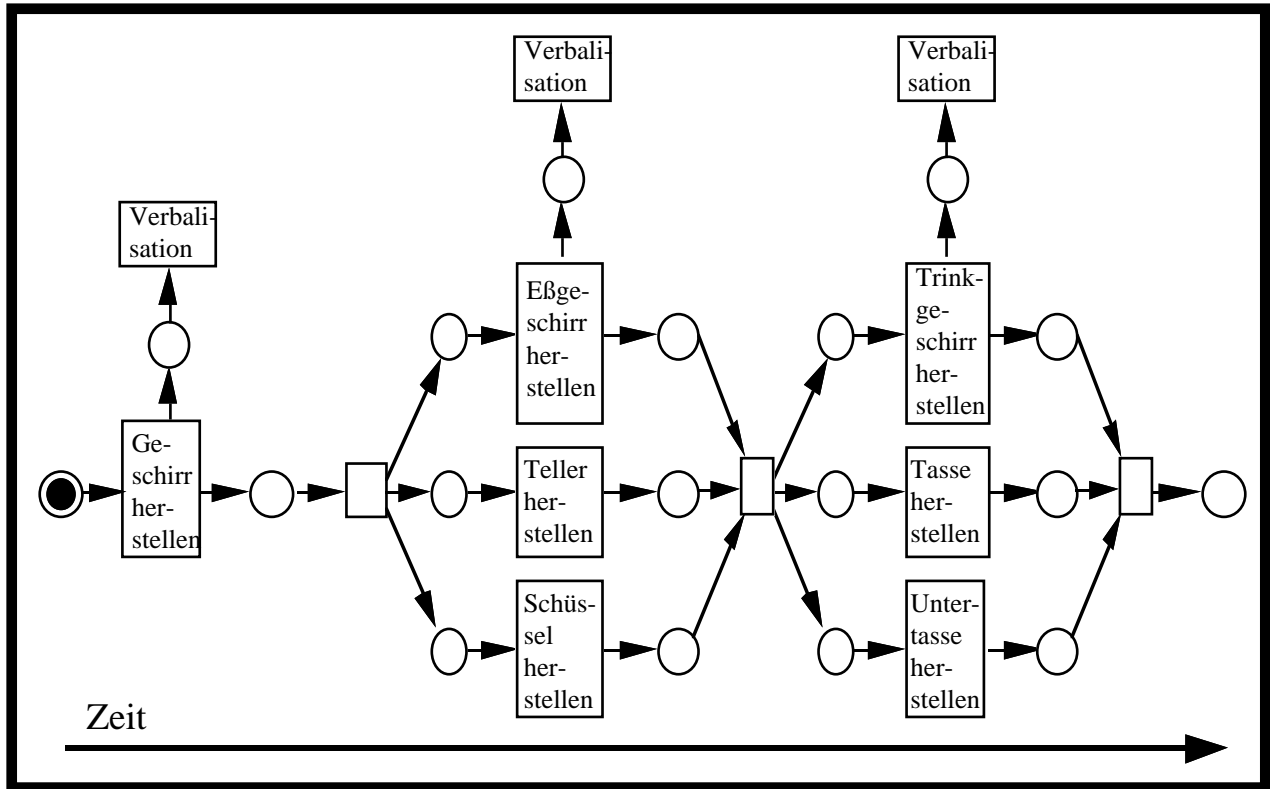 Verbali-
sation
Verbali-
sation
Verbali-
sation
Ge-
schirr
her-
stellen
Eßge-
schirr
her-
stellen
Teller
her-
stellen
Schüs-
sel
her-
stellen
Trink-
ge-
schirr
her-
stellen
Tasse
her-
stellen
Unter-
tasse
her-
stellen
Zeit